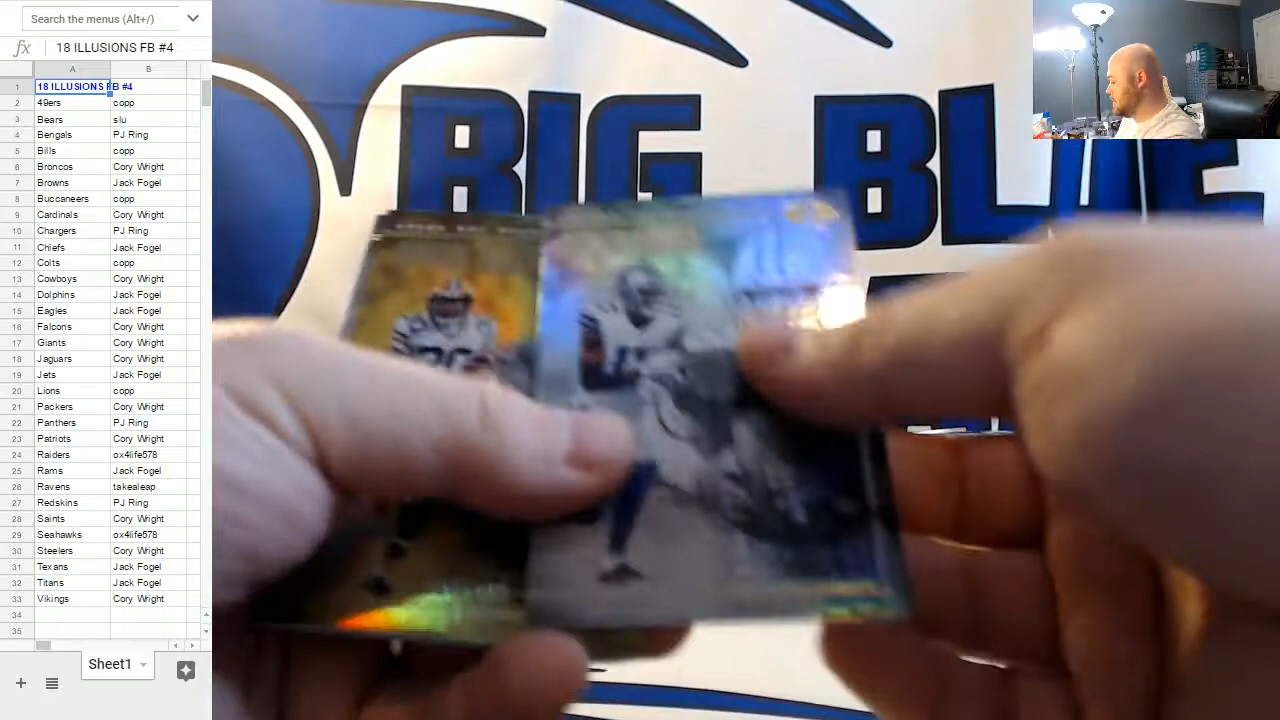 Search the menus (Alt+/)
fx 18 ILLUSIONS FB #4
A B
1 18 ILLUSIONS FB #4
2 49ers copp
3 Bears slu
4 Bengals PJ Ring
5 Bills copp
6 Broncos Cory Wright
7 Browns Jack Fogel
8 Buccaneers copp
9 Cardinals Cory Wright
10 Chargers PJ Ring
11 Chiefs Jack Fogel
12 Colts copp
13 Cowboys Cory Wright
14 Dolphins Jack Fogel
15 Eagles Jack Fogel
16 Falcons Cory Wright
17 Giants Cory Wright
18 Jaguars Cory Wright
19 Jets Jack Fogel
20 Lions copp
21 Packers Cory Wright
22 Panthers PJ Ring
23 Patriots Cory Wright
24 Raiders ox4life578
25 Rams Jack Fogel
26 Ravens takealeap
27 Redskins PJ Ring
28 Saints Cory Wright
29 Seahawks ox4life578
30 Steelers Cory Wright
31 Texans Jack Fogel
32 Titans Jack Fogel
33 Vikings Cory Wright
34
35
Sheet1
BIG BLUE